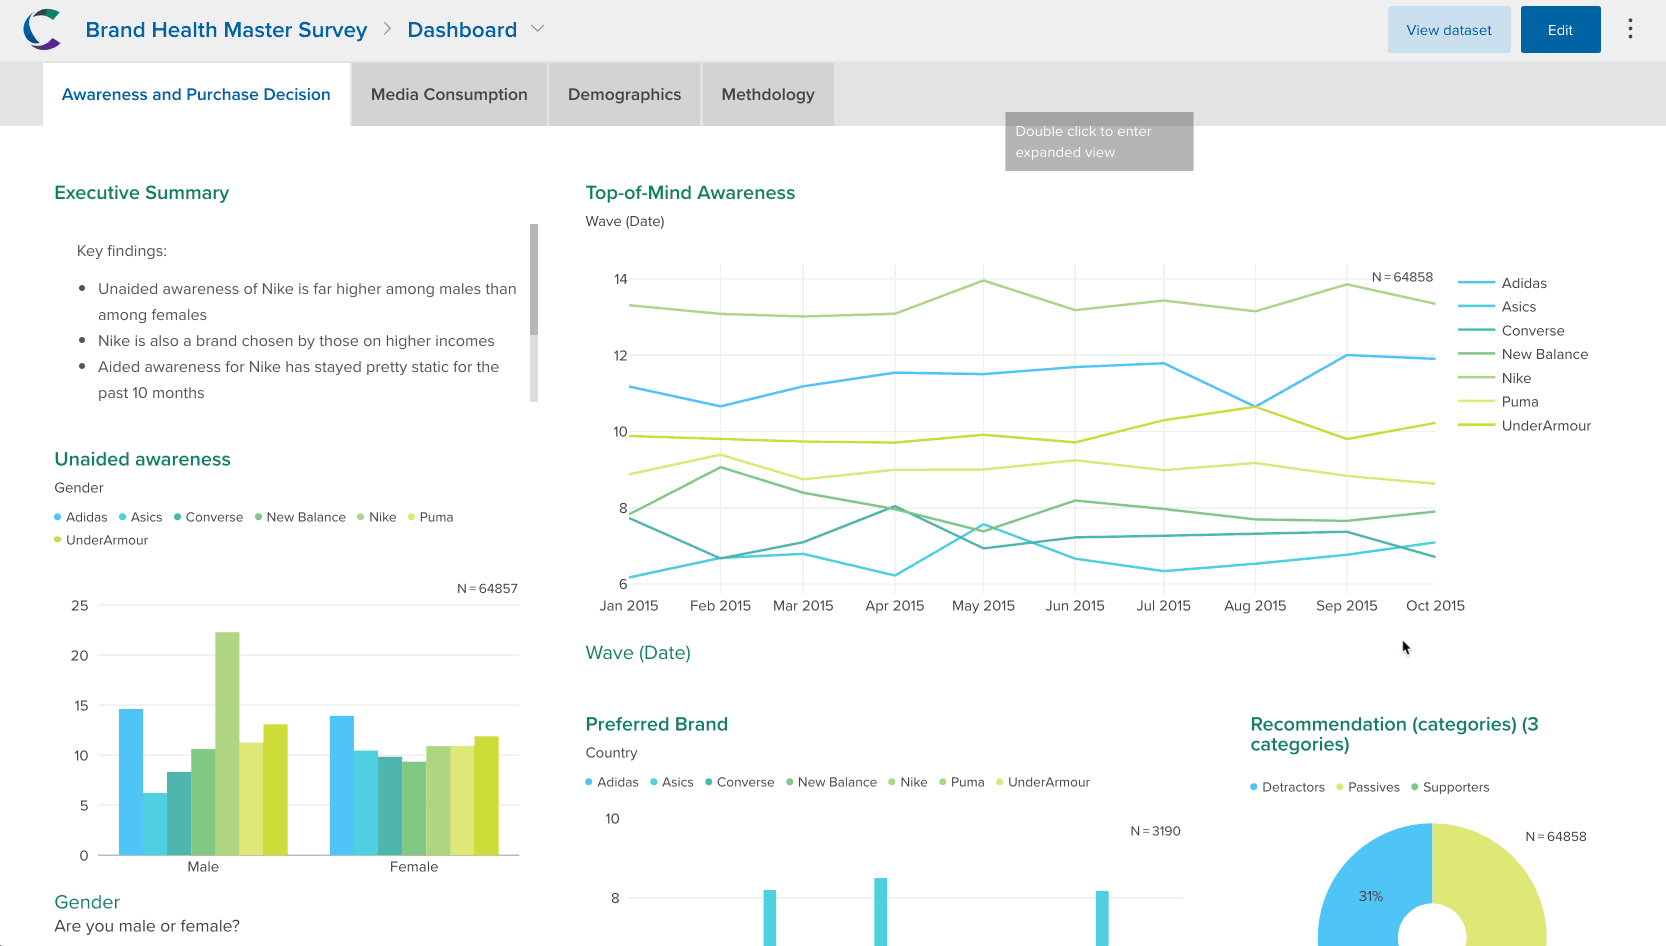 Brand Health Master Survey
Dashboard
View dataset
Edit
Awareness and Purchase Decision
Media Consumption
Demographics
Methdology
Double click to enter
expanded view
Executive Summary
Key findings:
Unaided awareness of Nike is far higher among males than
among females
Nike is also a brand chosen by those on higher incomes
Aided awareness for Nike has stayed pretty static for the
past 10 months
Unaided awareness
Gender
Adidas Asics Converse New Balance Nike Puma
UnderArmour
N = 64857
25
20
15
10
5
0
Male Female
Gender
Are you male or female?
Top-of-Mind Awareness
Wave (Date)
N = 64858
14
12
10
8
6
Jan 2015 Feb 2015 Mar 2015 Apr 2015 May 2015 Jun 2015 Jul 2015 Aug 2015 Sep 2015 Oct 2015
Adidas
Asics
Converse
New Balance
Nike
Puma
UnderArmour
Wave (Date)
Preferred Brand
Country
Adidas Asics Converse New Balance Nike Puma UnderArmour
N = 3190
10
8
Recommendation (categories) (3
categories)
Detractors Passives Supporters
N = 64858
31%